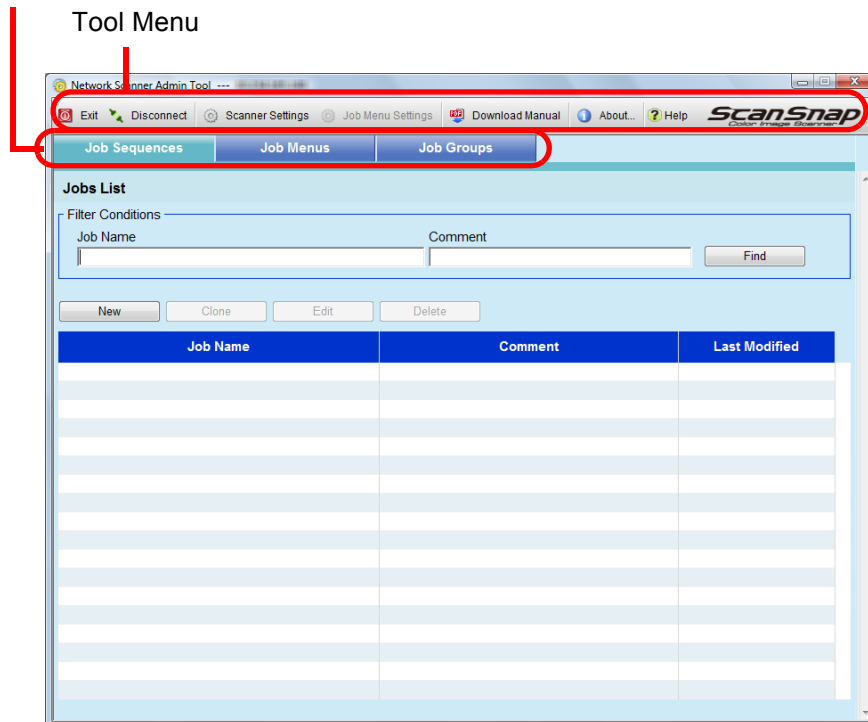 Tool Menu
Network Scanner Admin Tool ---
Exit Disconnect Scanner Settings Job Menu Settings Download Manual About... Help ScanSnap
Color Image Scanner
Job Sequences Job Menus Job Groups
Jobs List
Filter Conditions
Job Name Comment
Find
New Clone Edit Delete
Job Name Comment Last Modified